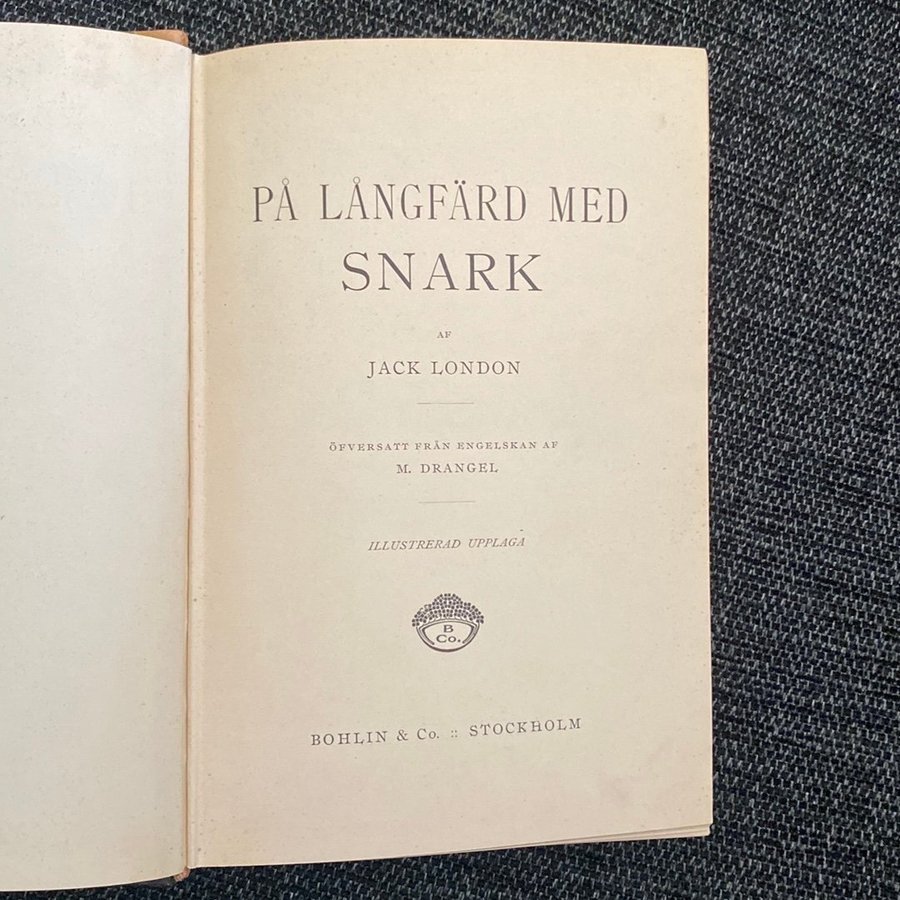 PÅ LÅNGFÄRD MED
SNARK
AF
JACK LONDON
ÖFVERSATT FRÅN ENGELSKAN AF
M. DRANGEL
ILLUSTRERAD UPPLAGA
B
Co.
BOHLIN & Co. :: STOCKHOLM